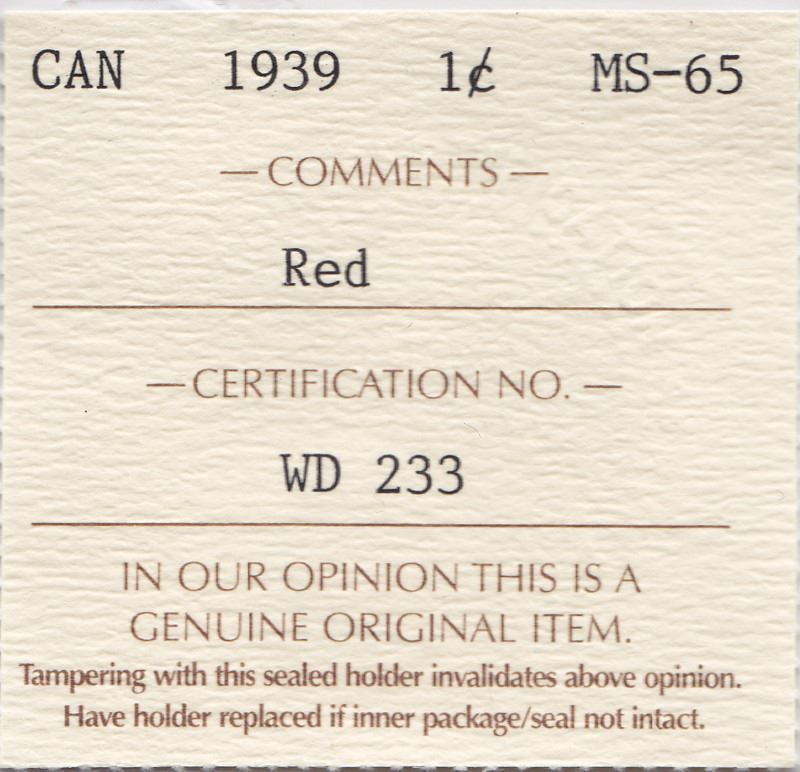 CAN 1939 1¢ MS-65
— COMMENTS —
Red
— CERTIFICATION NO. —
WD 233
IN OUR OPINION THIS IS A
GENUINE ORIGINAL ITEM.
Tampering with this sealed holder invalidates above opinion.
Have holder replaced if inner package/seal not intact.